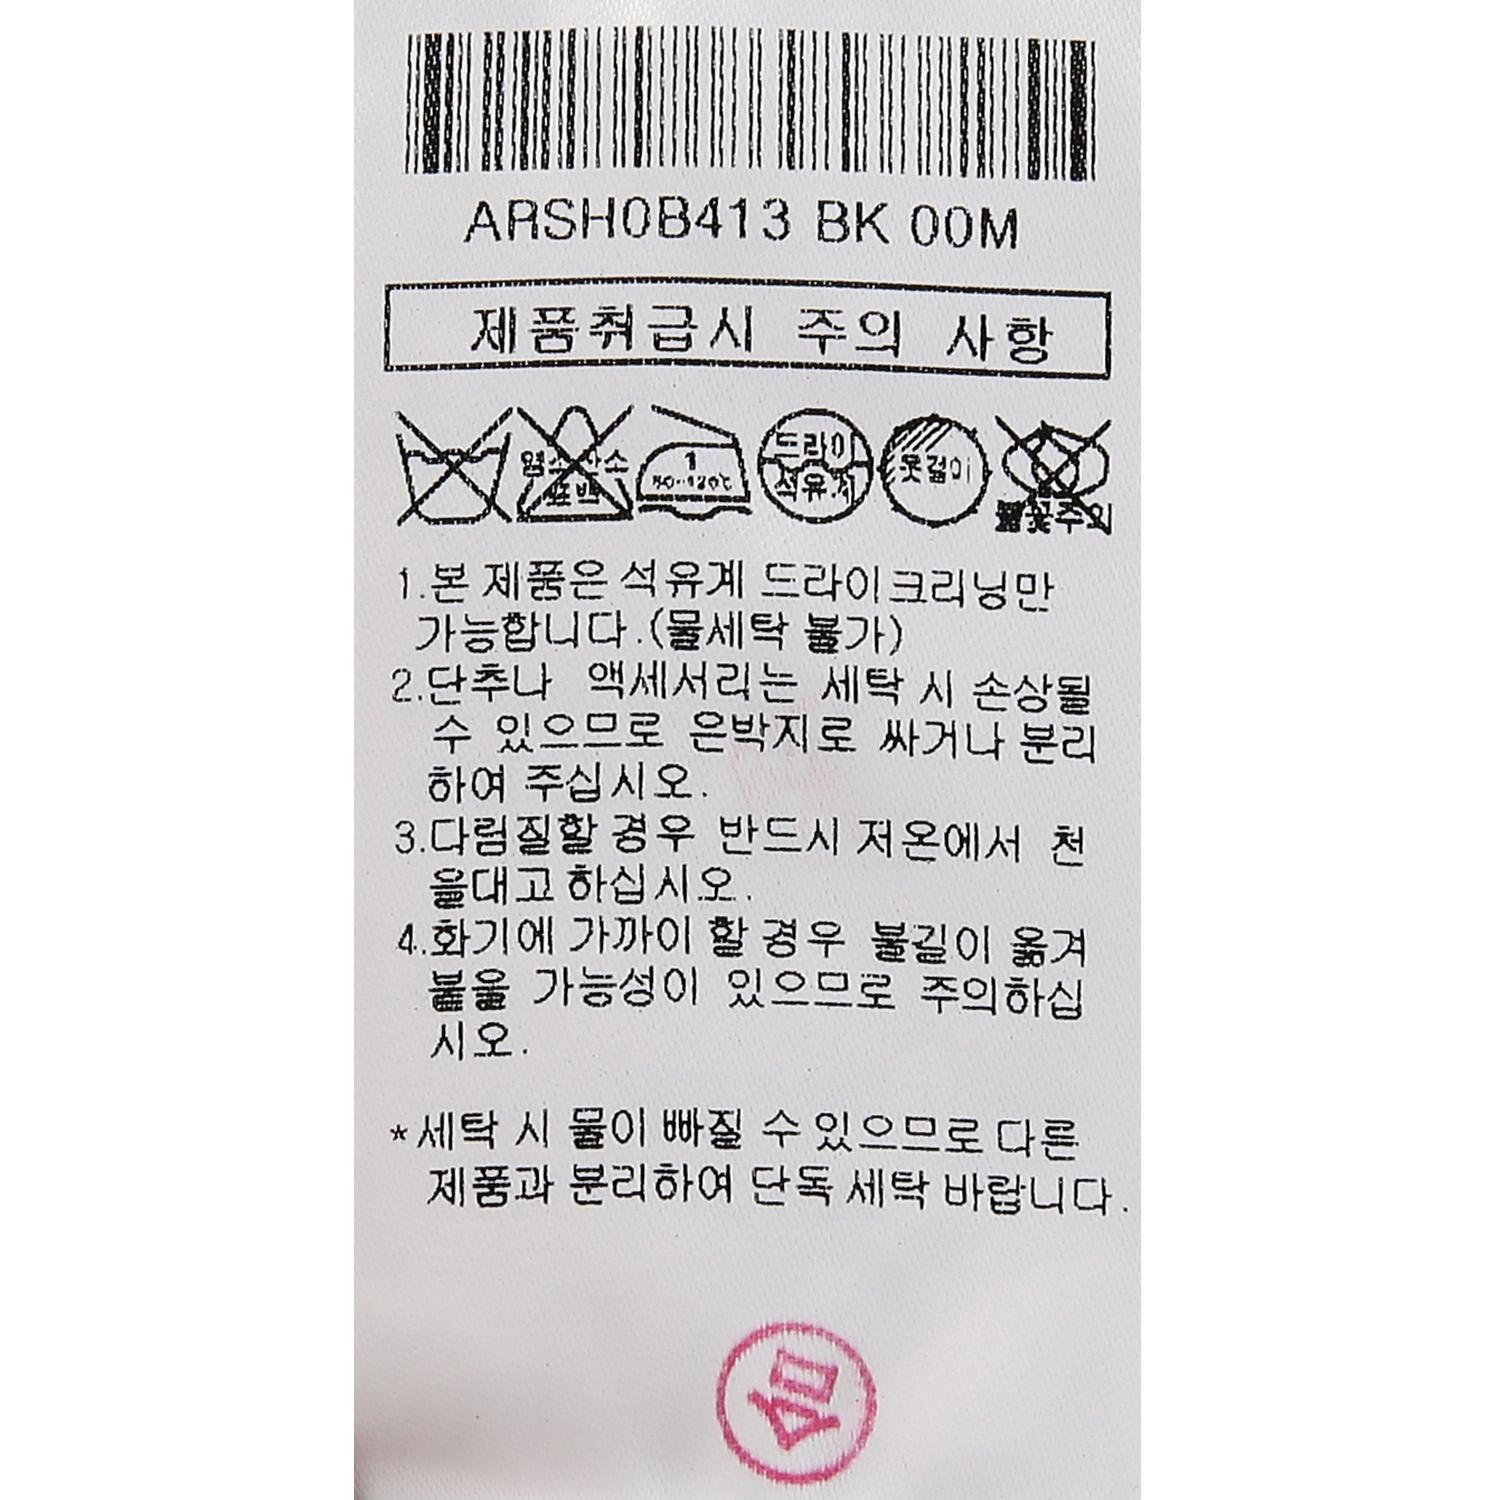 ARSH0B413 BK 00M
제품취급시 주의 사항
염소 산소
표백
1
80~120℃
드라이
석유계
옷걸이
불꽃주의
1.본 제품은 석유계 드라이크리닝만
가능합니다.(물세탁 불가)
2.단추나 액세서리는 세탁 시 손상될
수 있으므로 은박지로 싸거나 분리
하여 주십시오.
3.다림질할 경우 반드시 저온에서 천
을대고 하십시오.
4.화기에 가까이 할 경우 불길이 옮겨
붙을 가능성이 있으므로 주의하십
시오.
*세탁 시 물이 빠질 수 있으므로 다른
제품과 분리하여 단독 세탁 바랍니다.